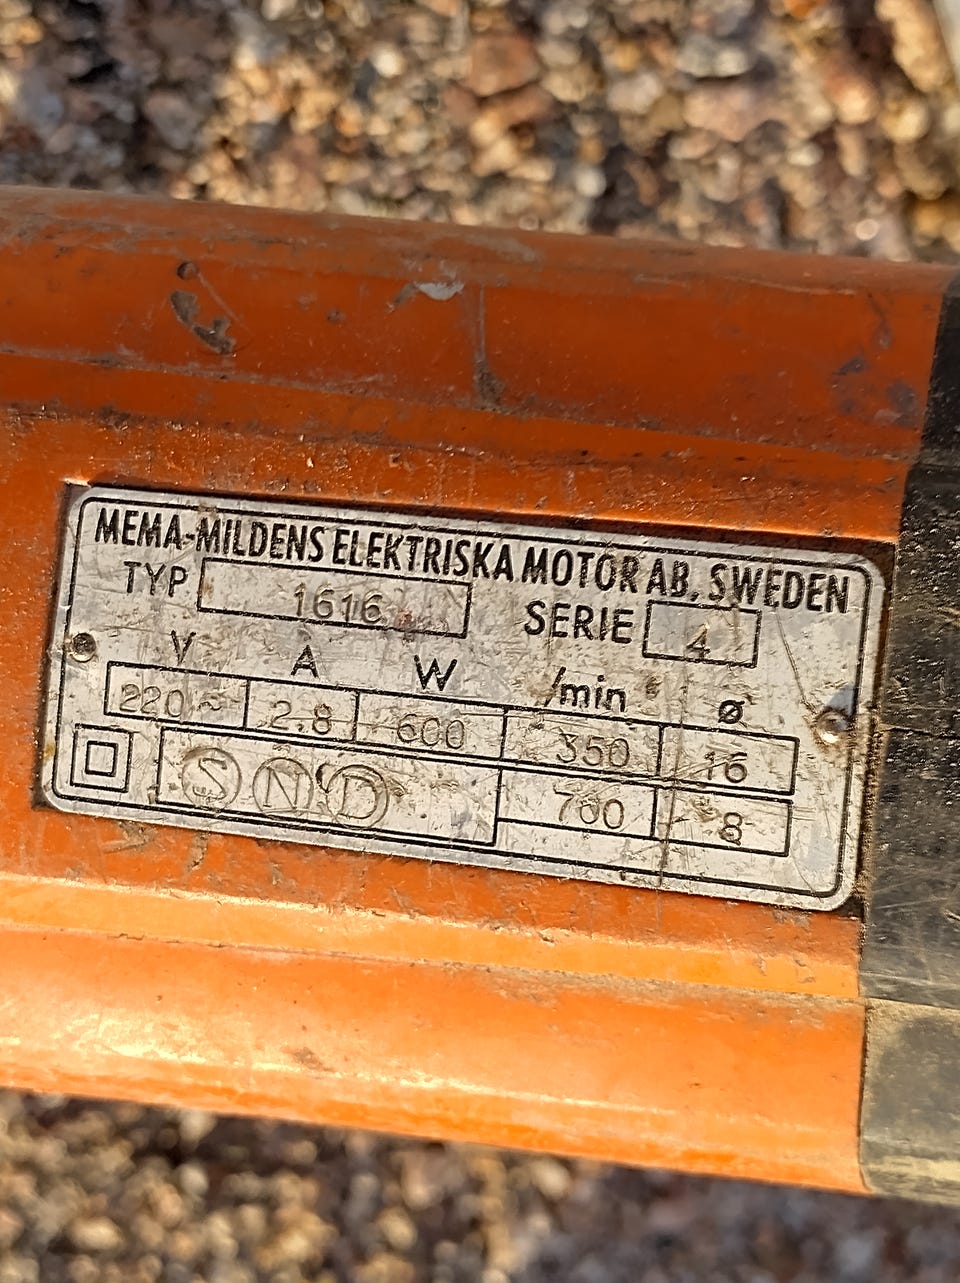 MEMA-MILDENS ELEKTRISKA MOTOR AB, SWEDEN
TYP 1616 SERIE 4
V A W /min ø
220 ~ 2.8 600 350 16
S N D 700 8